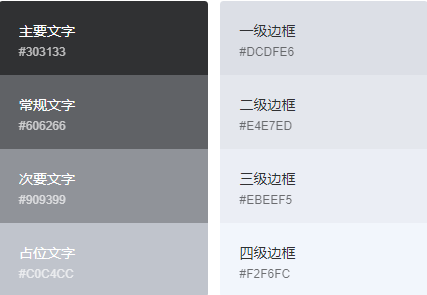 主要文字
#303133
常规文字
#606266
次要文字
#909399
占位文字
#C0C4CC
一级边框
#DCDFE6
二级边框
#E4E7ED
三级边框
#EBEEF5
四级边框
#F2F6FC